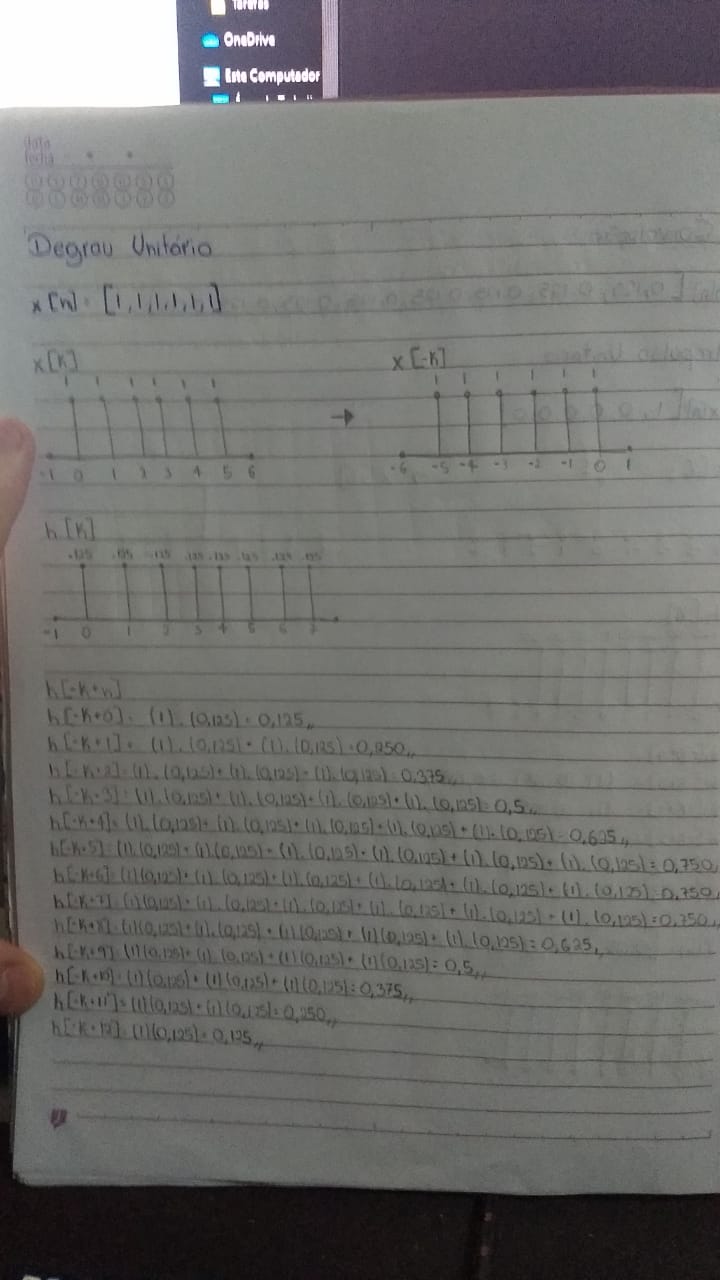 Tarefas
OneDrive
Este Computador
data
fecha
Degrau Unitário
x[n] = [1,1,1,1,1,1]
x[K]
x[-K]
1 1 1 1 1 1
1 1 1 1 1 1
-1 0 1 2 3 4 5 6
-6 -5 -4 -3 -2 -1 0 1
h[K]
.125 .125 .125 .125 .125 .125 .125 .125
-1 0 1 2 3 4 5 6 7
h[-K+n]
h[-K+0] = (1).(0,125) = 0,125,,
h[-K+1] = (1).(0,125) + (1).(0,125) = 0,250,,
h[-K+2] = (1).(0,125) + (1).(0,125) + (1).(0,125) = 0,375,,
h[-K+3] = (1).(0,125) + (1).(0,125) + (1).(0,125) + (1).(0,125) = 0,5,,
h[-K+4] = (1).(0,125) + (1).(0,125) + (1).(0,125) + (1).(0,125) + (1).(0,125) = 0,625,,
h[-K+5] = (1).(0,125) + (1).(0,125) + (1).(0,125) + (1).(0,125) + (1).(0,125) + (1).(0,125) = 0,750,,
h[-K+6] = (1)(0,125) + (1).(0,125) + (1).(0,125) + (1).(0,125) + (1).(0,125) + (1).(0,125) = 0,750,,
h[-K+7] = (1)(0,125) + (1).(0,125) + (1).(0,125) + (1).(0,125) + (1).(0,125) + (1).(0,125) = 0,750,,
h[-K+8] = (1)(0,125) + (1).(0,125) + (1)(0,125) + (1)(0,125) + (1)(0,125) = 0,625,,
h[-K+9] = (1)(0,125) + (1)(0,125) + (1)(0,125) + (1)(0,125) = 0,5,,
h[-K+10] = (1)(0,125) + (1)(0,125) + (1)(0,125) = 0,375,,
h[-K+11] = (1)(0,125) + (1)(0,125) = 0,250,,
h[-K+12] = (1)(0,125) = 0,125,,